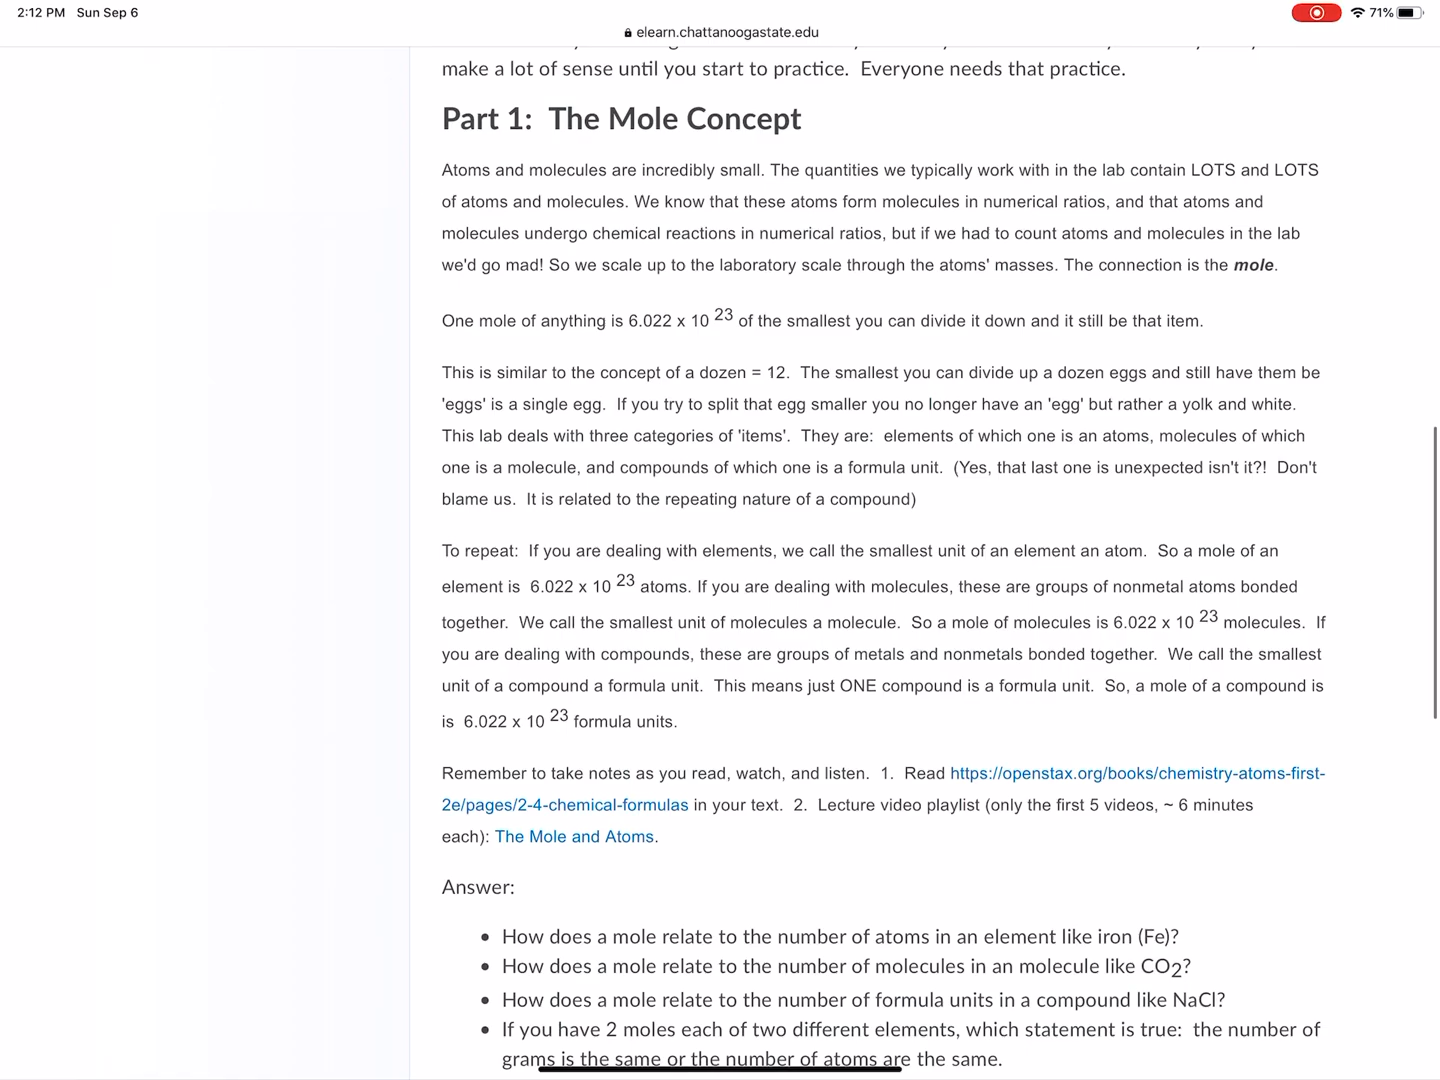 2:12 PM Sun Sep 6
71%
elearn.chattanoogastate.edu
make a lot of sense until you start to practice. Everyone needs that practice.
Part 1: The Mole Concept
Atoms and molecules are incredibly small. The quantities we typically work with in the lab contain LOTS and LOTS
of atoms and molecules. We know that these atoms form molecules in numerical ratios, and that atoms and
molecules undergo chemical reactions in numerical ratios, but if we had to count atoms and molecules in the lab
we'd go mad! So we scale up to the laboratory scale through the atoms' masses. The connection is the mole.
One mole of anything is 6.022 x 10 23 of the smallest you can divide it down and it still be that item.
This is similar to the concept of a dozen = 12. The smallest you can divide up a dozen eggs and still have them be
'eggs' is a single egg. If you try to split that egg smaller you no longer have an 'egg' but rather a yolk and white.
This lab deals with three categories of 'items'. They are: elements of which one is an atoms, molecules of which
one is a molecule, and compounds of which one is a formula unit. (Yes, that last one is unexpected isn't it?! Don't
blame us. It is related to the repeating nature of a compound)
To repeat: If you are dealing with elements, we call the smallest unit of an element an atom. So a mole of an
element is 6.022 x 10 23 atoms. If you are dealing with molecules, these are groups of nonmetal atoms bonded
together. We call the smallest unit of molecules a molecule. So a mole of molecules is 6.022 x 10 23 molecules. If
you are dealing with compounds, these are groups of metals and nonmetals bonded together. We call the smallest
unit of a compound a formula unit. This means just ONE compound is a formula unit. So, a mole of a compound is
is 6.022 x 10 23 formula units.
Remember to take notes as you read, watch, and listen. 1. Read https://openstax.org/books/chemistry-atoms-first-
2e/pages/2-4-chemical-formulas in your text. 2. Lecture video playlist (only the first 5 videos, ~ 6 minutes
each): The Mole and Atoms.
Answer:
• How does a mole relate to the number of atoms in an element like iron (Fe)?
• How does a mole relate to the number of molecules in an molecule like CO2?
• How does a mole relate to the number of formula units in a compound like NaCl?
• If you have 2 moles each of two different elements, which statement is true: the number of
grams is the same or the number of atoms are the same.